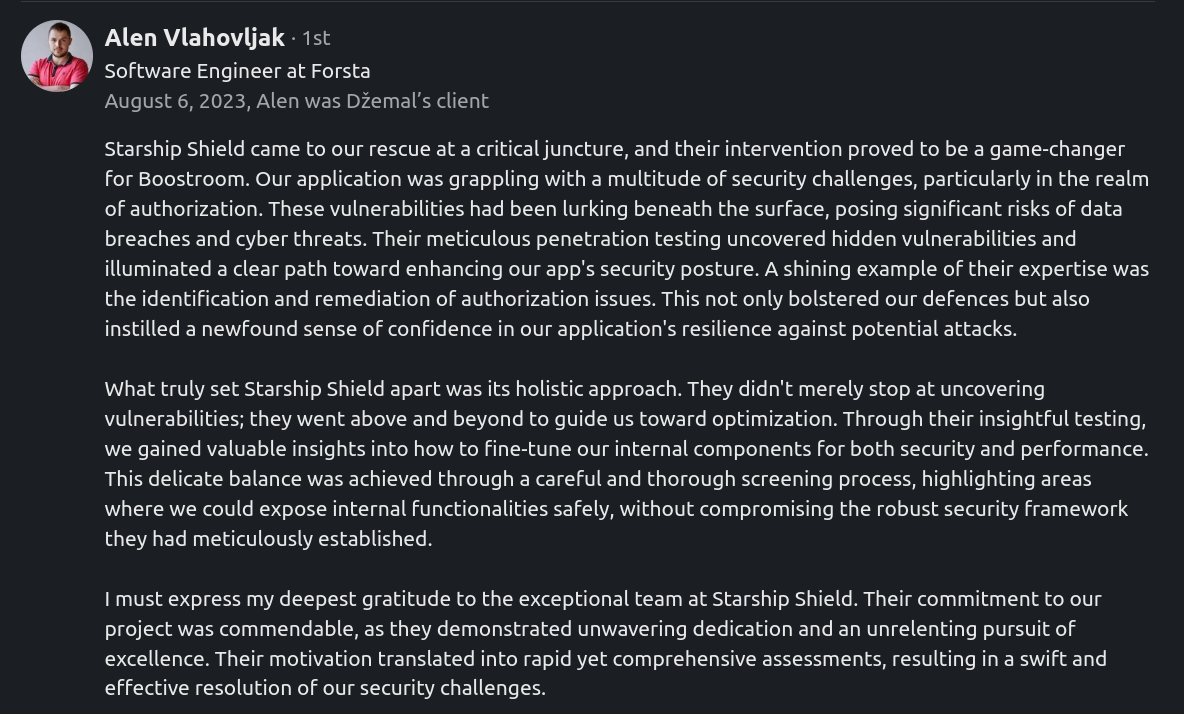 Alen Vlahovljak · 1st
Software Engineer at Forsta
August 6, 2023, Alen was Džemal’s client
Starship Shield came to our rescue at a critical juncture, and their intervention proved to be a game-changer
for Boostroom. Our application was grappling with a multitude of security challenges, particularly in the realm
of authorization. These vulnerabilities had been lurking beneath the surface, posing significant risks of data
breaches and cyber threats. Their meticulous penetration testing uncovered hidden vulnerabilities and
illuminated a clear path toward enhancing our app's security posture. A shining example of their expertise was
the identification and remediation of authorization issues. This not only bolstered our defences but also
instilled a newfound sense of confidence in our application's resilience against potential attacks.
What truly set Starship Shield apart was its holistic approach. They didn't merely stop at uncovering
vulnerabilities; they went above and beyond to guide us toward optimization. Through their insightful testing,
we gained valuable insights into how to fine-tune our internal components for both security and performance.
This delicate balance was achieved through a careful and thorough screening process, highlighting areas
where we could expose internal functionalities safely, without compromising the robust security framework
they had meticulously established.
I must express my deepest gratitude to the exceptional team at Starship Shield. Their commitment to our
project was commendable, as they demonstrated unwavering dedication and an unrelenting pursuit of
excellence. Their motivation translated into rapid yet comprehensive assessments, resulting in a swift and
effective resolution of our security challenges.